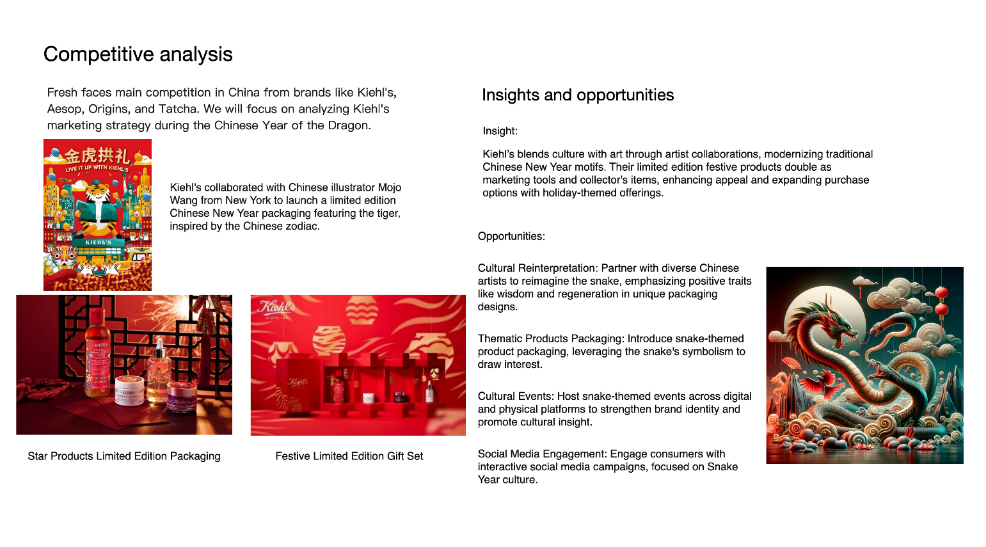 Competitive analysis
Fresh faces main competition in China from brands like Kiehl's,
Aesop, Origins, and Tatcha. We will focus on analyzing Kiehl's
marketing strategy during the Chinese Year of the Dragon.
金虎拱礼
LIVE IT UP WITH KIEHL'S
KIEHL'S
Kiehl's collaborated with Chinese illustrator Mojo
Wang from New York to launch a limited edition
Chinese New Year packaging featuring the tiger,
inspired by the Chinese zodiac.
Kiehl's
Star Products Limited Edition Packaging
Festive Limited Edition Gift Set
Insights and opportunities
Insight:
Kiehl's blends culture with art through artist collaborations, modernizing traditional
Chinese New Year motifs. Their limited edition festive products double as
marketing tools and collector's items, enhancing appeal and expanding purchase
options with holiday-themed offerings.
Opportunities:
Cultural Reinterpretation: Partner with diverse Chinese
artists to reimagine the snake, emphasizing positive traits
like wisdom and regeneration in unique packaging
designs.
Thematic Products Packaging: Introduce snake-themed
product packaging, leveraging the snake's symbolism to
draw interest.
Cultural Events: Host snake-themed events across digital
and physical platforms to strengthen brand identity and
promote cultural insight.
Social Media Engagement: Engage consumers with
interactive social media campaigns, focused on Snake
Year culture.